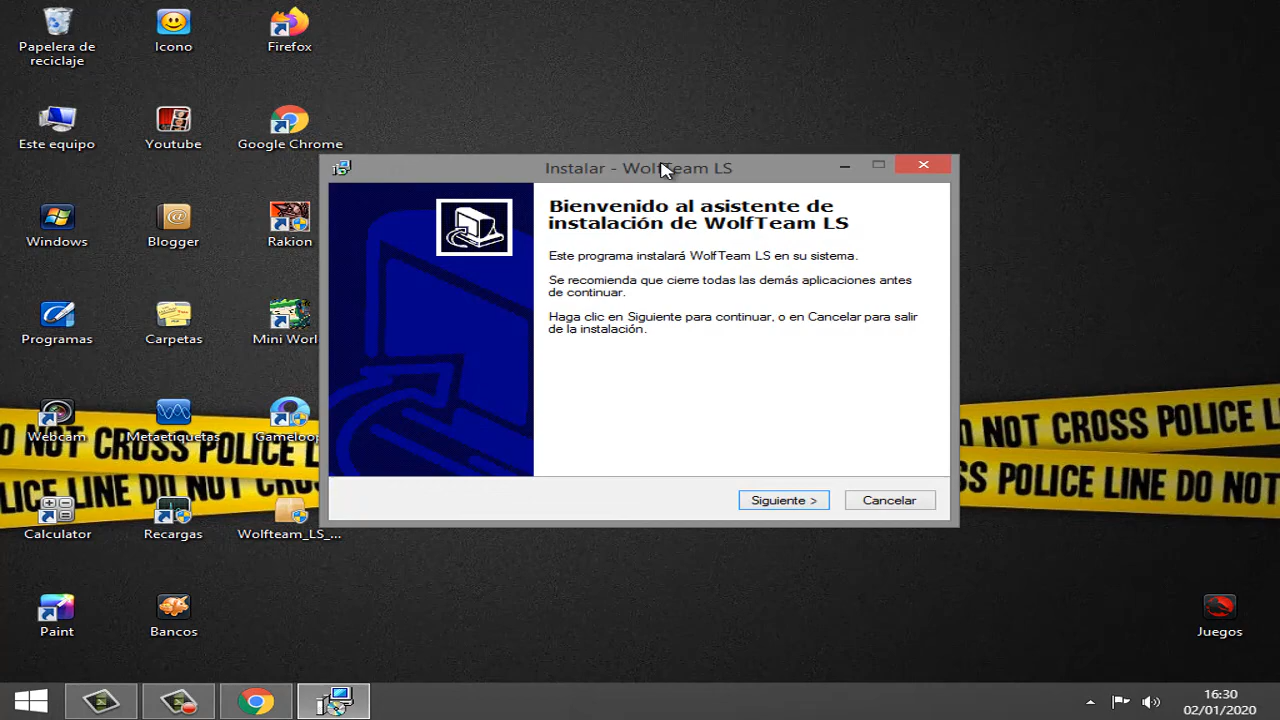 Papelera de
reciclaje
Icono
Firefox
Este equipo
Youtube
Google Chrome
Windows
Blogger
Rakion
Programas
Carpetas
Mini Worl
Webcam
Metaetiquetas
Gameloop
Calculator
Recargas
Wolfteam_LS_...
Paint
Bancos
Juegos
Instalar - WolfTeam LS
Bienvenido al asistente de
instalación de WolfTeam LS
Este programa instalará WolfTeam LS en su sistema.
Se recomienda que cierre todas las demás aplicaciones antes
de continuar.
Haga clic en Siguiente para continuar, o en Cancelar para salir
de la instalación.
Siguiente >
Cancelar
O NOT CROSS POLICE L
LICE LINE DO NOT CROSS
DO NOT CROSS POLICE L
CROSS POLICE LINE DO NOT
16:30
02/01/2020